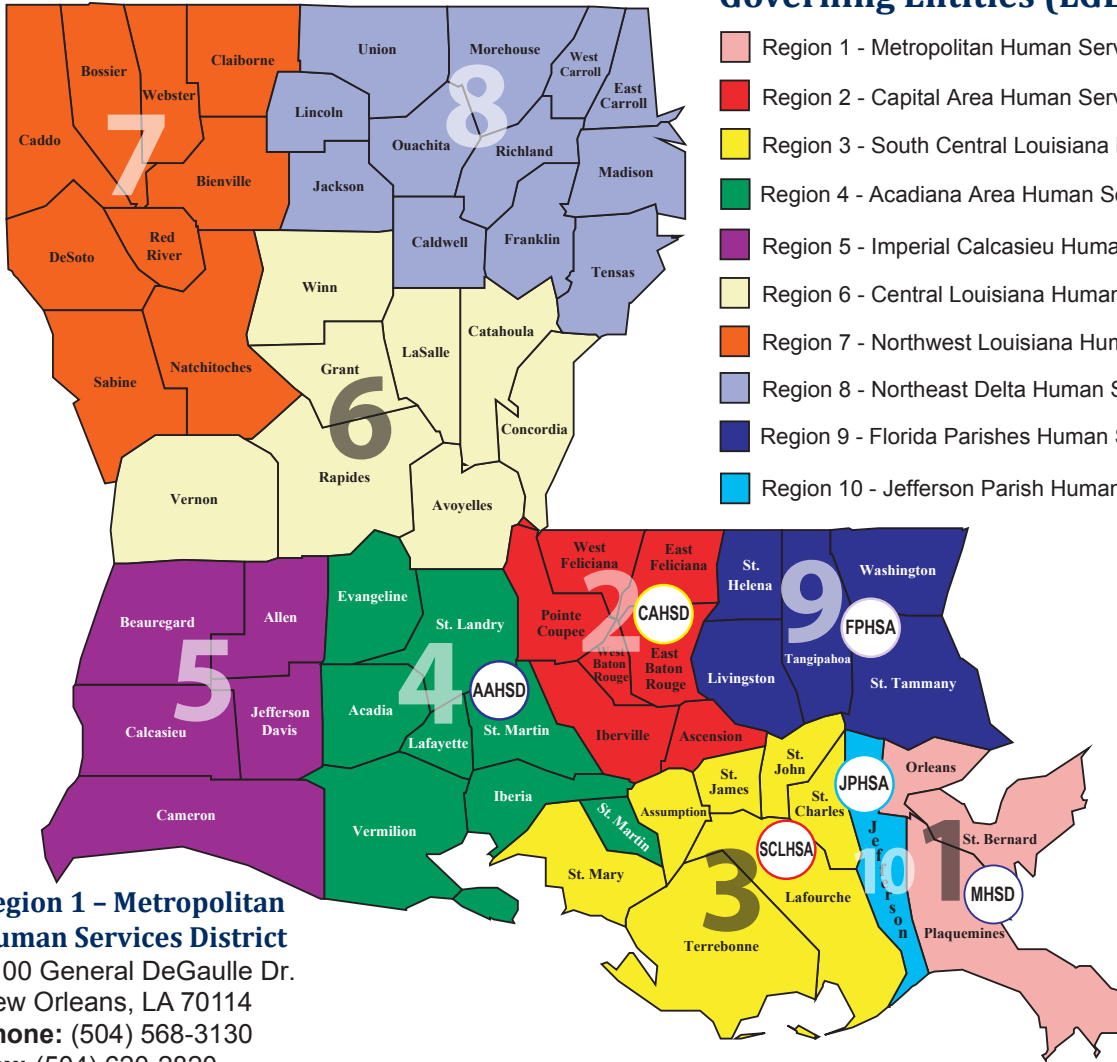 Governing Entities (LGE
Region 1 - Metropolitan Human Serv
Region 2 - Capital Area Human Serv
Region 3 - South Central Louisiana
Region 4 - Acadiana Area Human Se
Region 5 - Imperial Calcasieu Huma
Region 6 - Central Louisiana Human
Region 7 - Northwest Louisiana Hum
Region 8 - Northeast Delta Human S
Region 9 - Florida Parishes Human
Region 10 - Jefferson Parish Human
Caddo
Bossier
Webster
Claiborne
7
Bienville
DeSoto
Red
River
Natchitoches
Sabine
Union
Morehouse
West
Carroll
East
Carroll
Lincoln
8
Ouachita
Richland
Madison
Jackson
Caldwell
Franklin
Tensas
Winn
Grant
LaSalle
Catahoula
6
Concordia
Rapides
Vernon
Avoyelles
Beauregard
Allen
5
Calcasieu
Jefferson
Davis
Cameron
Evangeline
St. Landry
4
AAHSD
Acadia
Lafayette
St. Martin
Iberia
Vermilion
St. Martin
West
Feliciana
East
Feliciana
2
CAHSD
Pointe
Coupee
West
Baton
Rouge
East
Baton
Rouge
Iberville
Ascension
St.
Helena
9
Washington
FPHSA
Tangipahoa
Livingston
St. Tammany
St.
John
St.
James
St.
Charles
Assumption
SCLHSA
St. Mary
3
Lafourche
Terrebonne
JPHSA
Jefferson
10
Orleans
1
St. Bernard
MHSD
Plaquemines
egion 1 – Metropolitan
uman Services District
00 General DeGaulle Dr.
ew Orleans, LA 70114
hone: (504) 568-3130